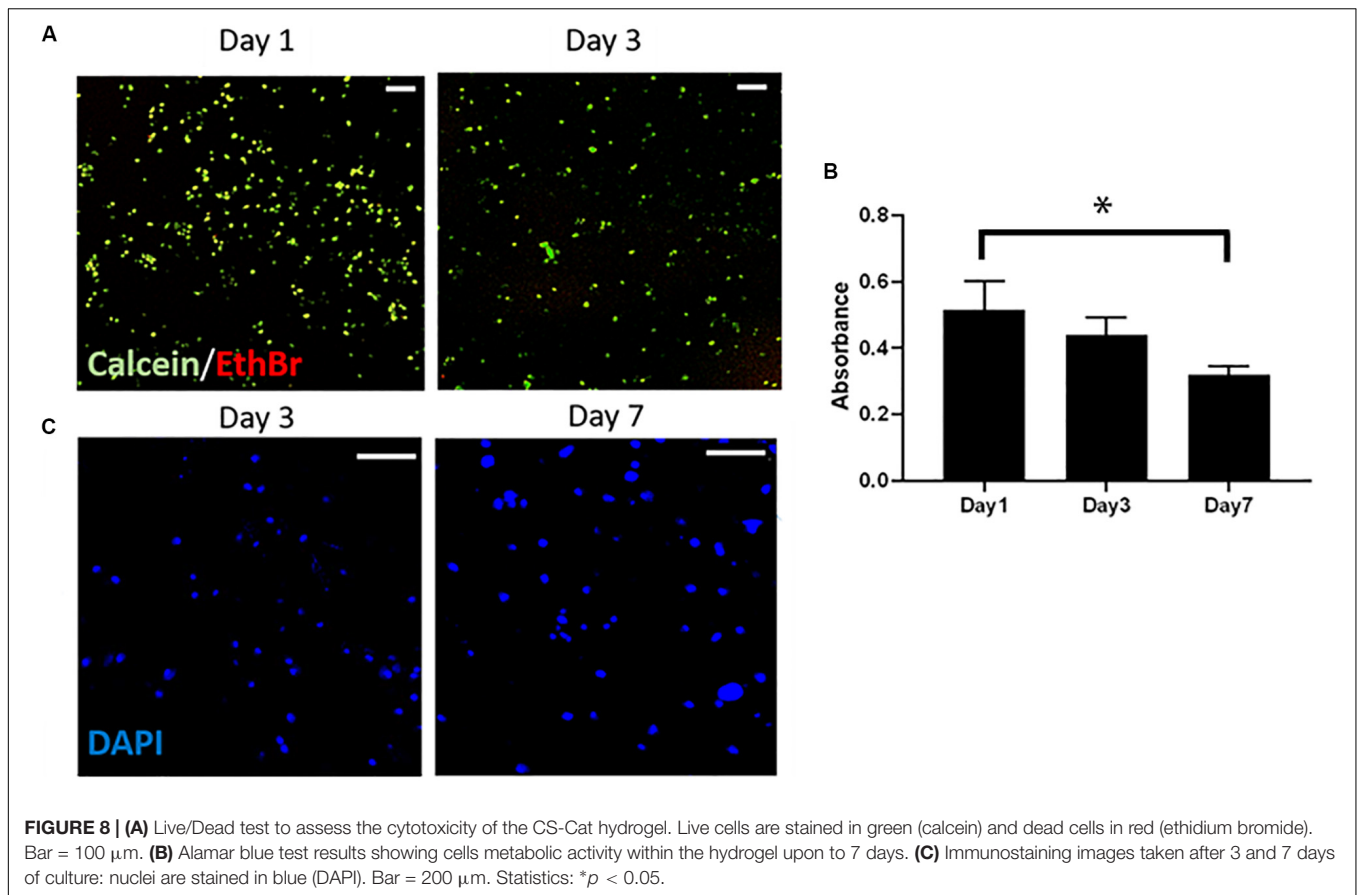 A
Day 1
Day 3
Calcein/EthBr
B
*
0.8
0.6
0.4
0.2
0.0
Absorbance
Day1
Day3
Day7
C
Day 3
Day 7
DAPI
FIGURE 8 | (A) Live/Dead test to assess the cytotoxicity of the CS-Cat hydrogel. Live cells are stained in green (calcein) and dead cells in red (ethidium bromide).
Bar = 100 μm. (B) Alamar blue test results showing cells metabolic activity within the hydrogel upon to 7 days. (C) Immunostaining images taken after 3 and 7 days
of culture: nuclei are stained in blue (DAPI). Bar = 200 μm. Statistics: *p < 0.05.